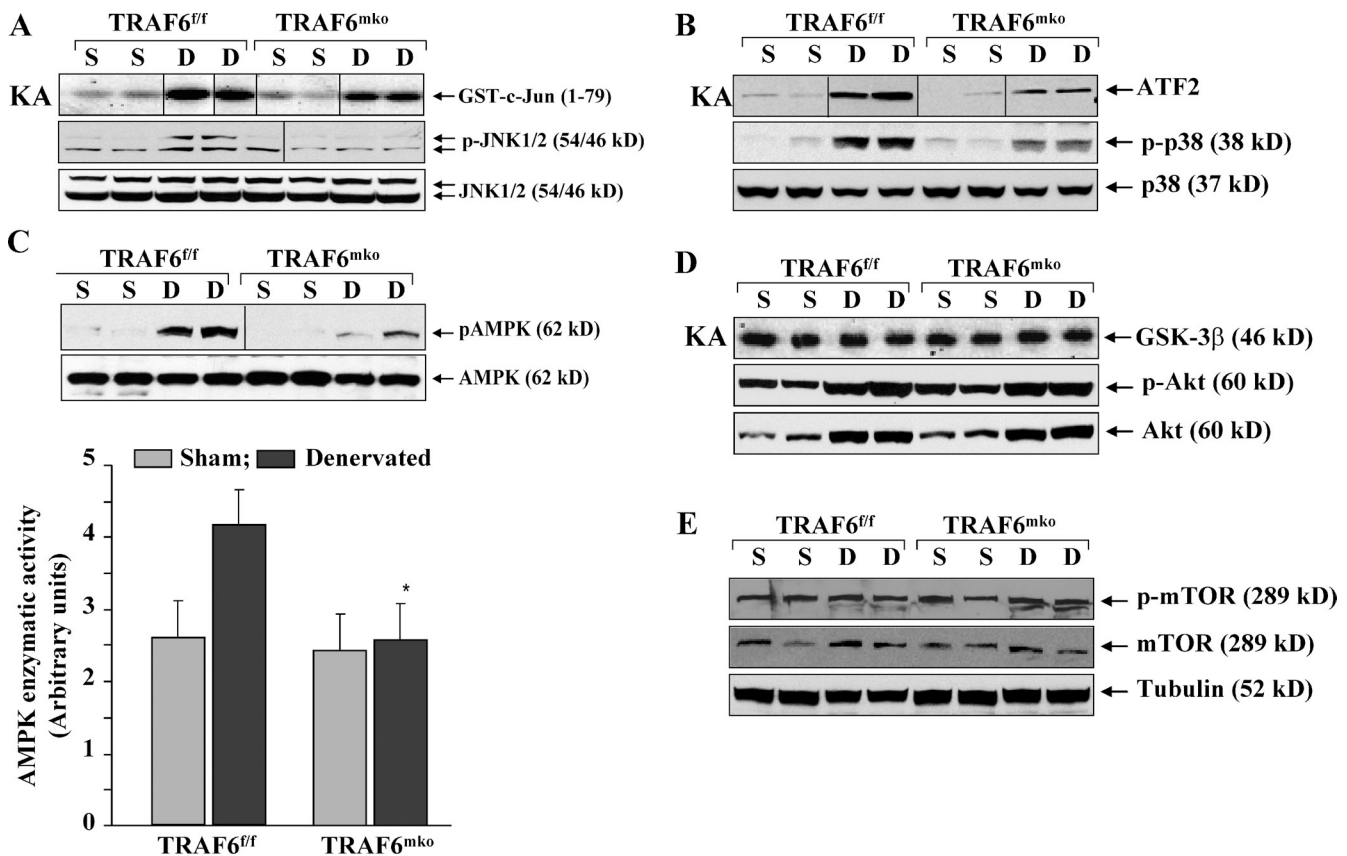 A
TRAF6f/f TRAF6mko
S S D D S S D D
KA
GST-c-Jun (1-79)
p-JNK1/2 (54/46 kD)
JNK1/2 (54/46 kD)
B
TRAF6f/f TRAF6mko
S S D D S S D D
KA
ATF2
p-p38 (38 kD)
p38 (37 kD)
C
TRAF6f/f TRAF6mko
S S D D S S D D
pAMPK (62 kD)
AMPK (62 kD)
Sham; Denervated
AMPK enzymatic activity
(Arbitrary units)
5
4
3
2
1
0
*
TRAF6f/f TRAF6mko
D
TRAF6f/f TRAF6mko
S S D D S S D D
KA
GSK-3β (46 kD)
p-Akt (60 kD)
Akt (60 kD)
E
TRAF6f/f TRAF6mko
S S D D S S D D
p-mTOR (289 kD)
mTOR (289 kD)
Tubulin (52 kD)